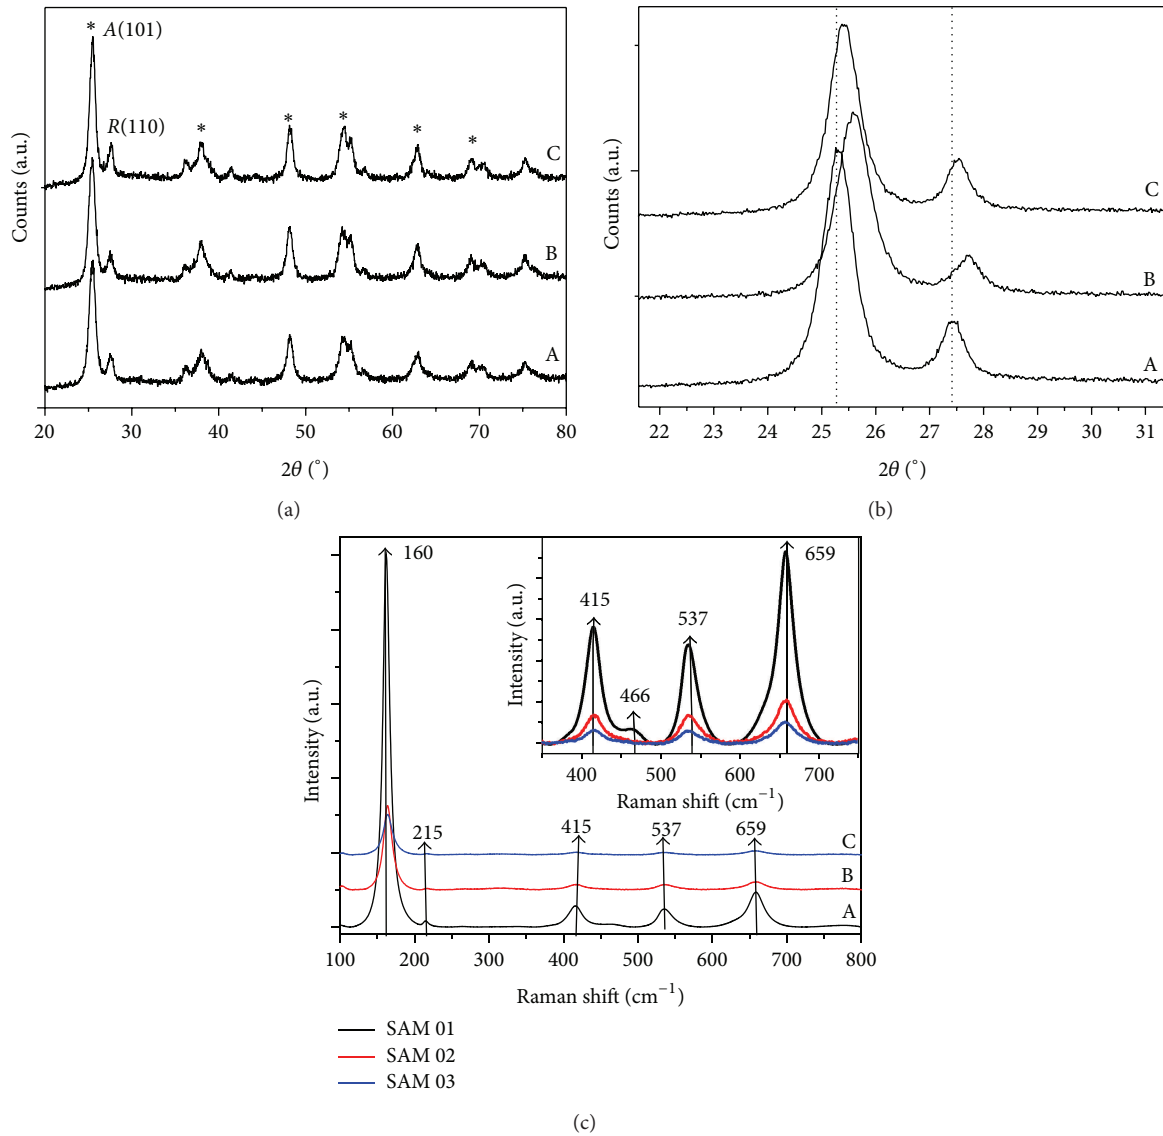 * A(101)
R(110)
* * * * *
C
B
A
Counts (a.u.)
20 30 40 50 60 70 80
2θ (°)
(a)
C
B
A
Counts (a.u.)
22 23 24 25 26 27 28 29 30 31
2θ (°)
(b)
160
215
415
537
659
C
B
A
Intensity (a.u.)
100 200 300 400 500 600 700 800
Raman shift (cm⁻¹)
415
466
537
659
Intensity (a.u.)
400 500 600 700
Raman shift (cm⁻¹)
SAM 01
SAM 02
SAM 03
(c)